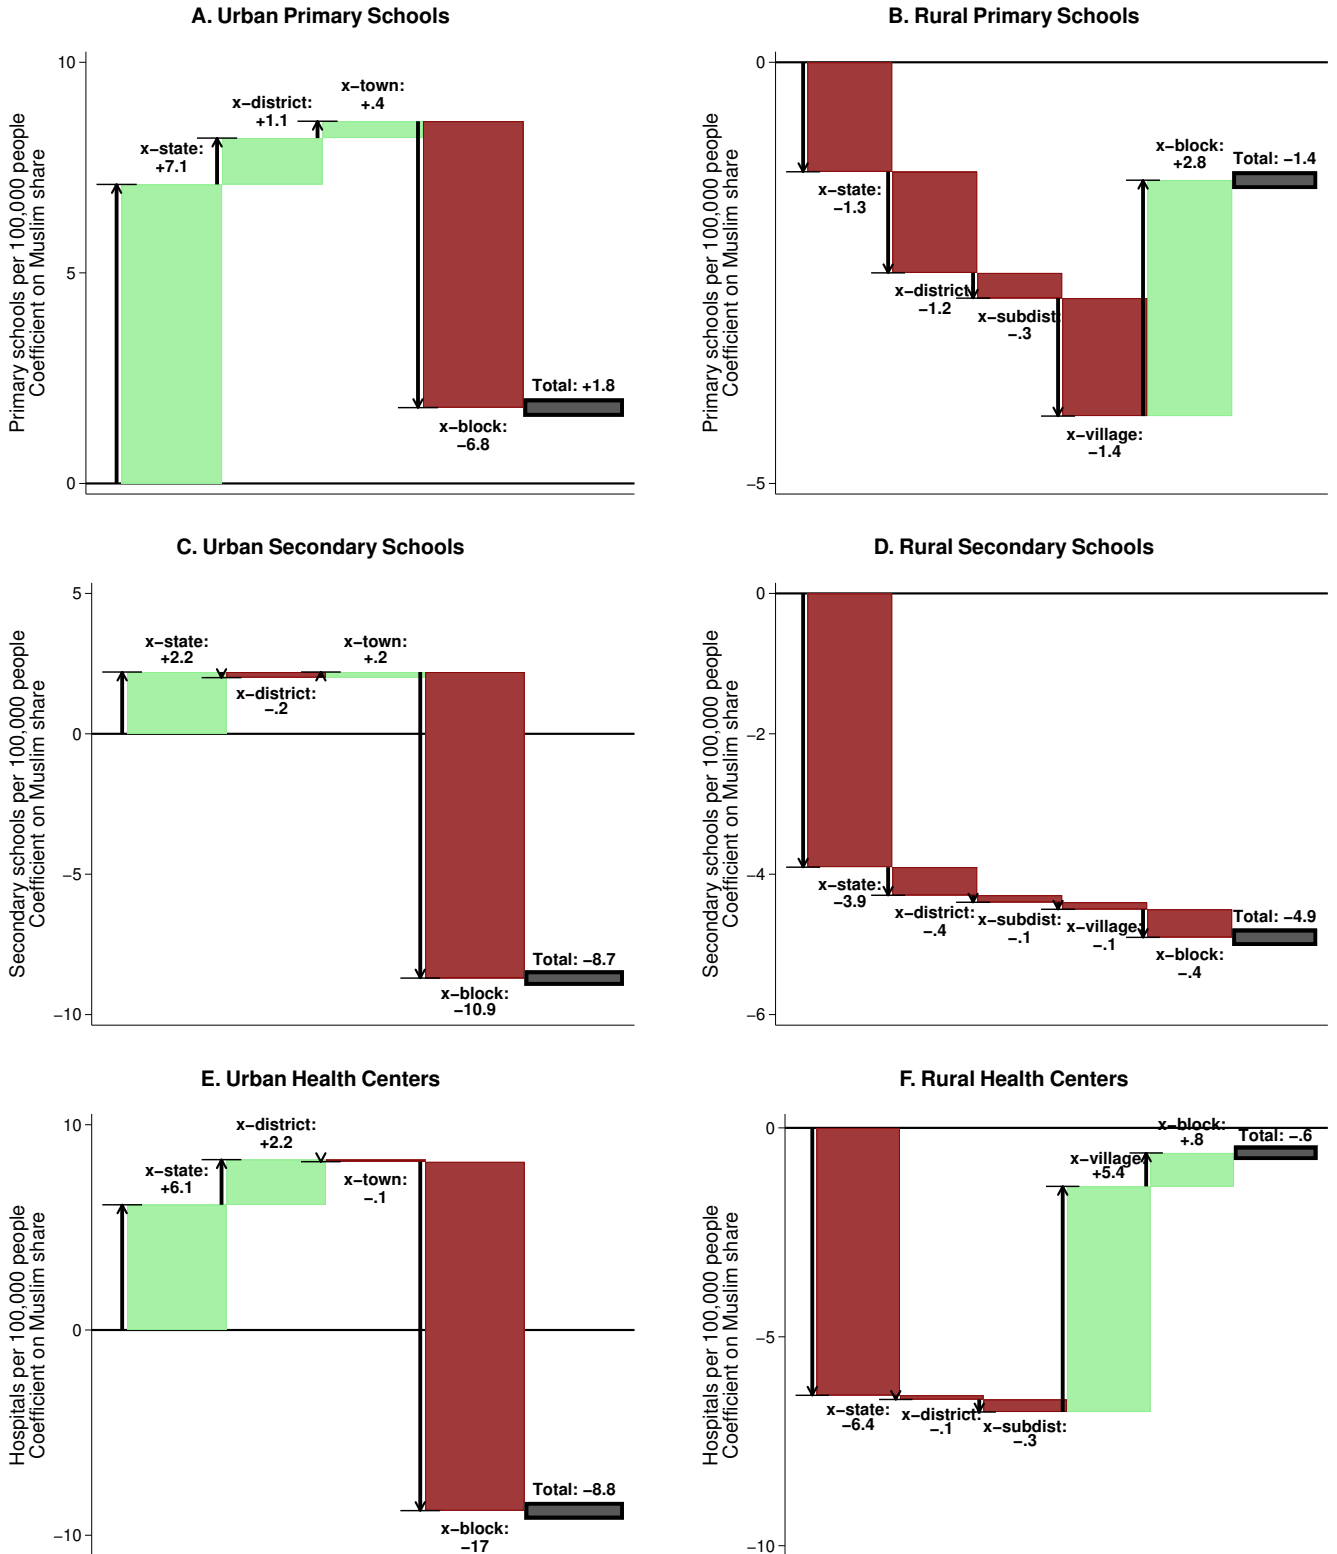 A. Urban Primary Schools
Primary schools per 100,000 people
Coefficient on Muslim share
10
5
0
x−state:
+7.1
x−district:
+1.1
x−town:
+.4
x−block:
−6.8
Total: +1.8
B. Rural Primary Schools
Primary schools per 100,000 people
Coefficient on Muslim share
0
−5
x−state:
−1.3
x−district:
−1.2
x−subdist:
−.3
x−village:
−1.4
x−block:
+2.8
Total: −1.4
C. Urban Secondary Schools
Secondary schools per 100,000 people
Coefficient on Muslim share
5
0
−5
−10
x−state:
+2.2
x−district:
−.2
x−town:
+.2
x−block:
−10.9
Total: −8.7
D. Rural Secondary Schools
Secondary schools per 100,000 people
Coefficient on Muslim share
0
−2
−4
−6
x−state:
−3.9
x−district:
−.4
x−subdist:
−.1
x−village:
−.1
x−block:
−.4
Total: −4.9
E. Urban Health Centers
Hospitals per 100,000 people
Coefficient on Muslim share
10
0
−10
x−state:
+6.1
x−district:
+2.2
x−town:
−.1
x−block:
−17
Total: −8.8
F. Rural Health Centers
Hospitals per 100,000 people
Coefficient on Muslim share
0
−5
−10
x−state:
−6.4
x−district:
−.1
x−subdist:
−.3
x−village:
+5.4
x−block:
+.8
Total: −.6